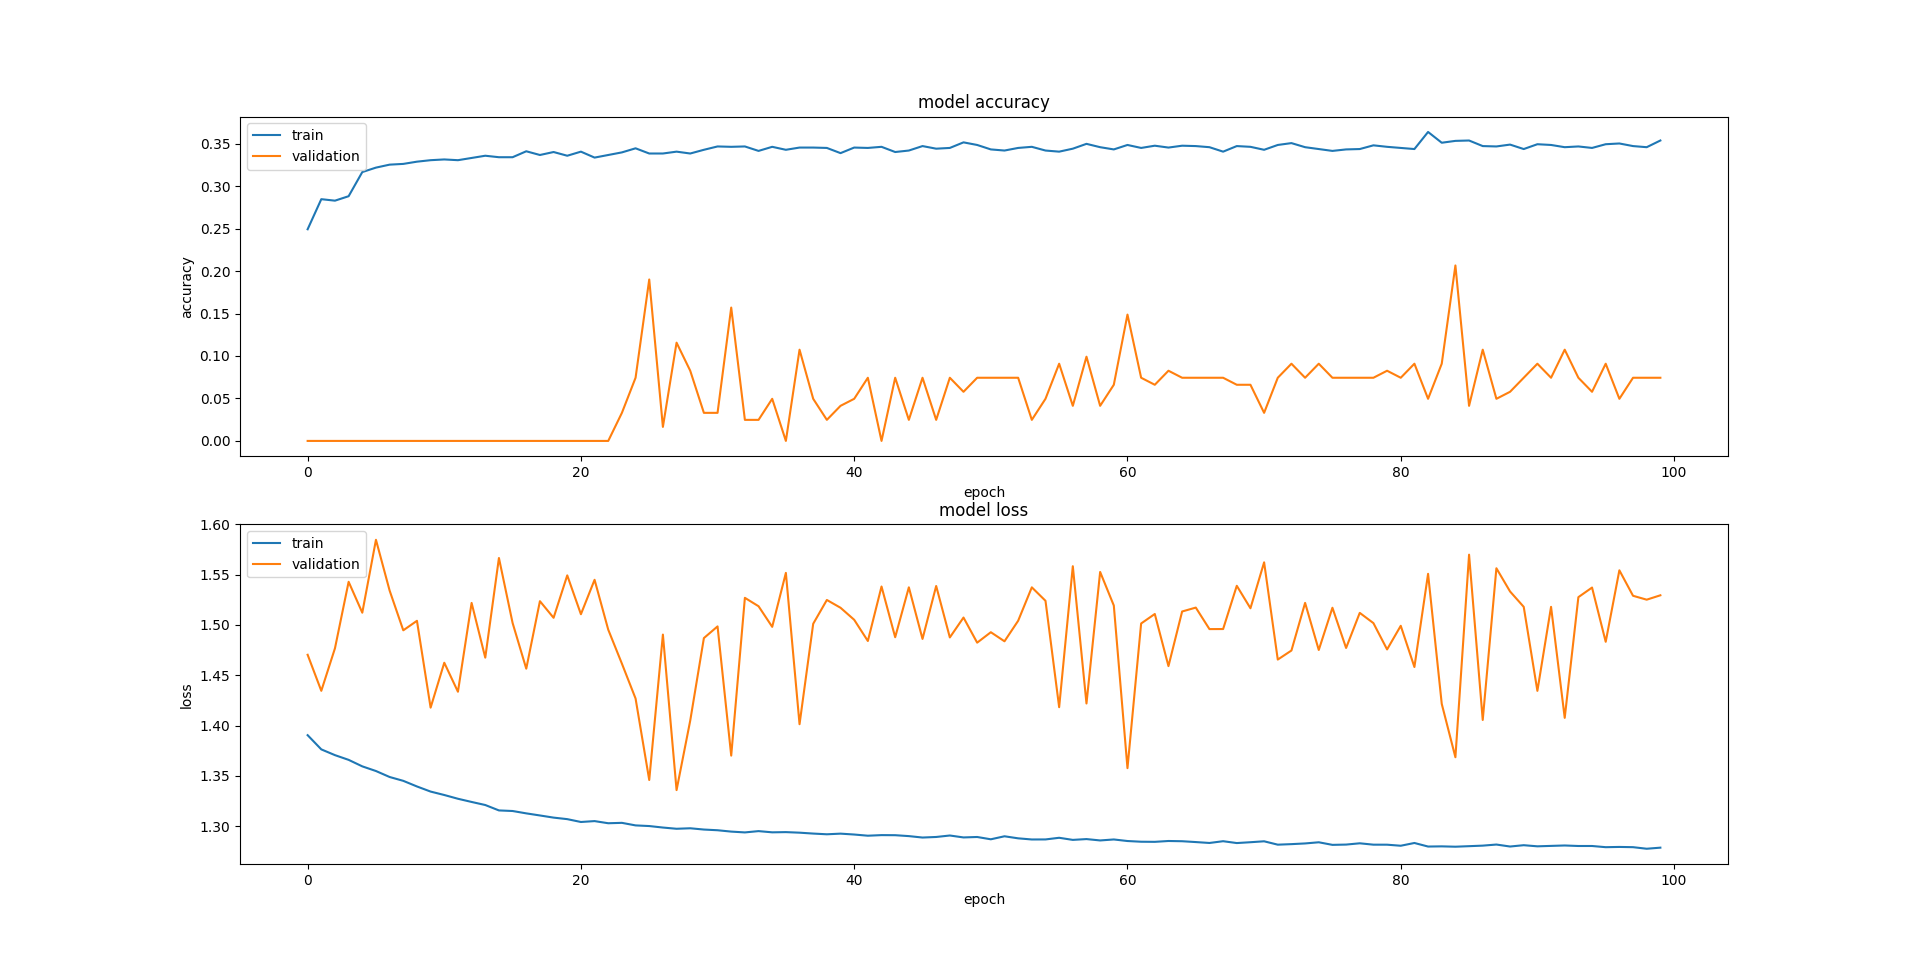 model accuracy
train
validation
0.35
0.30
0.25
0.20
0.15
0.10
0.05
0.00
accuracy
0 20 40 60 80 100
epoch
model loss
train
validation
1.60
1.55
1.50
1.45
1.40
1.35
1.30
loss
0 20 40 60 80 100
epoch